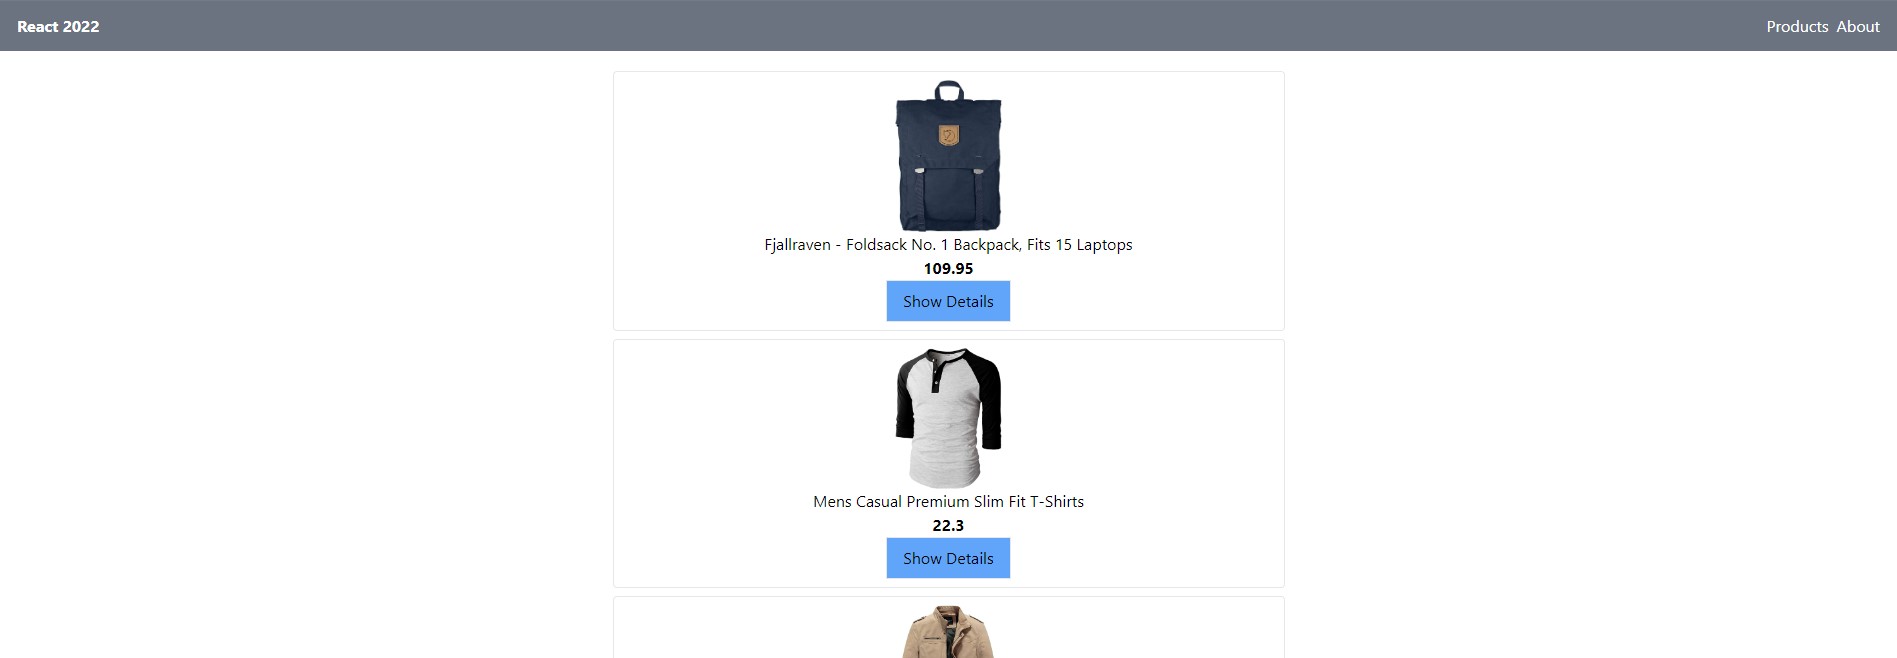 React 2022
Products About
Fjallraven - Foldsack No. 1 Backpack, Fits 15 Laptops
109.95
Show Details
Mens Casual Premium Slim Fit T-Shirts
22.3
Show Details